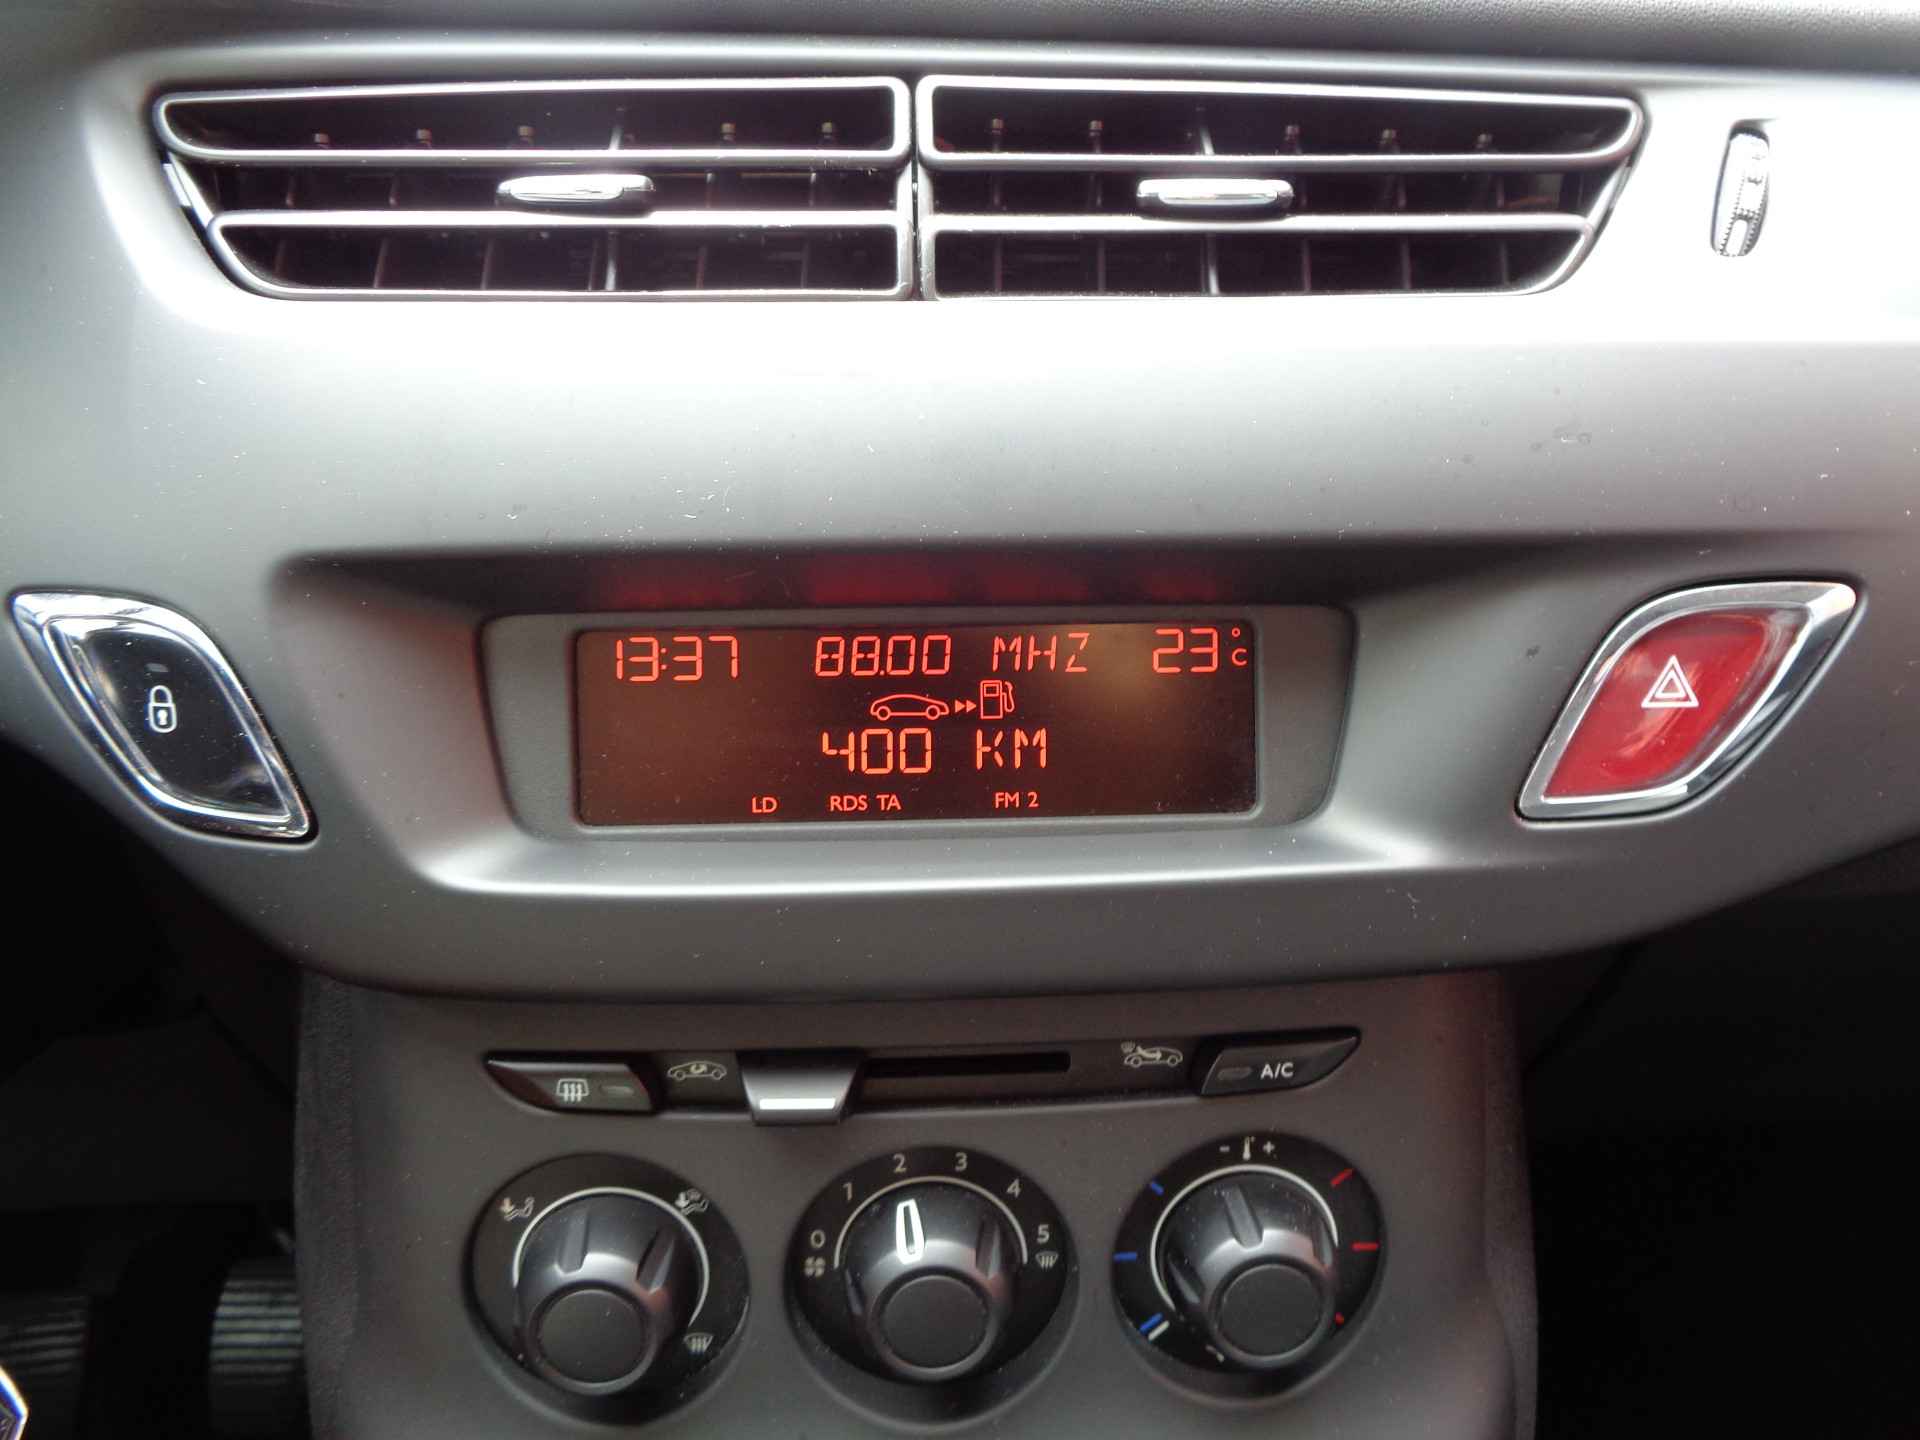 13:37 88.00 MHZ 23 °C
400 KM
LD RDS TA FM 2
A/C
0 1 2 3 4 5
- +